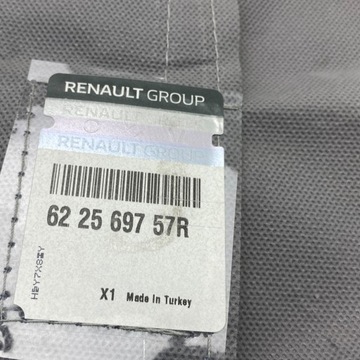 RENAULT GROUP
RENAULT GROUP
62 25 697 57R
X1 Made In Turkey